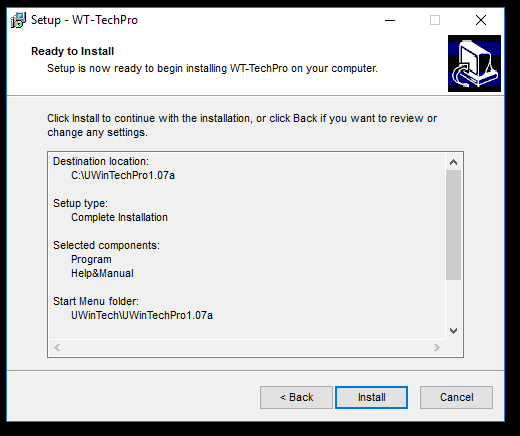 Setup - WT-TechPro
Ready to Install
Setup is now ready to begin installing WT-TechPro on your computer.
Click Install to continue with the installation, or click Back if you want to review or
change any settings.
Destination location:
C:\UWinTechPro1.07a
Setup type:
Complete Installation
Selected components:
Program
Help&Manual
Start Menu folder:
UWinTech\UWinTechPro1.07a
< Back
Install
Cancel